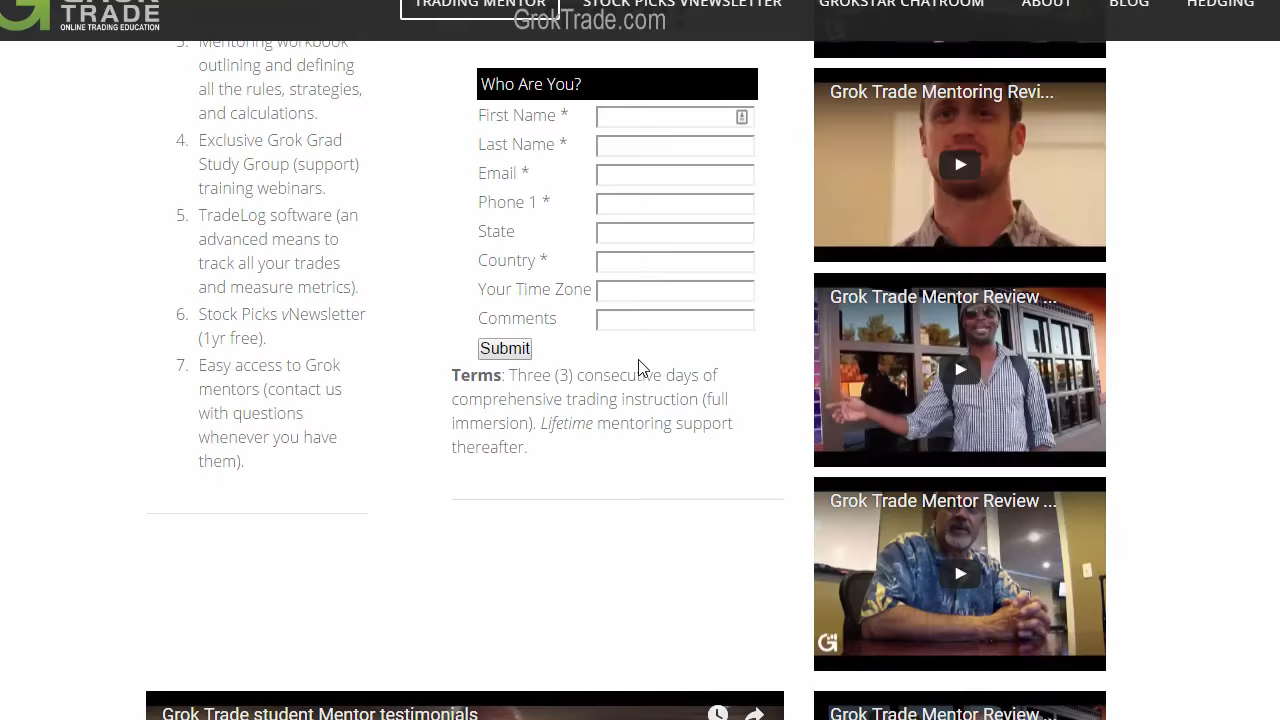 GROK
TRADE
ONLINE TRADING EDUCATION
TRADING MENTOR
STOCK PICKS VNEWSLETTER
GROKSTAR CHATROOM
ABOUT
BLOG
HEDGING
GrokTrade.com
3. Mentoring workbook
outlining and defining
all the rules, strategies,
and calculations.
4. Exclusive Grok Grad
Study Group (support)
training webinars.
5. TradeLog software (an
advanced means to
track all your trades
and measure metrics).
6. Stock Picks vNewsletter
(1yr free).
7. Easy access to Grok
mentors (contact us
with questions
whenever you have
them).
Who Are You?
First Name *
Last Name *
Email *
Phone 1 *
State
Country *
Your Time Zone
Comments
Submit
Terms: Three (3) consecutive days of
comprehensive trading instruction (full
immersion). Lifetime mentoring support
thereafter.
Grok Trade Mentoring Revi...
Grok Trade Mentor Review ...
Grok Trade Mentor Review ...
Grok Trade student Mentor testimonials
Grok Trade Mentor Review ...